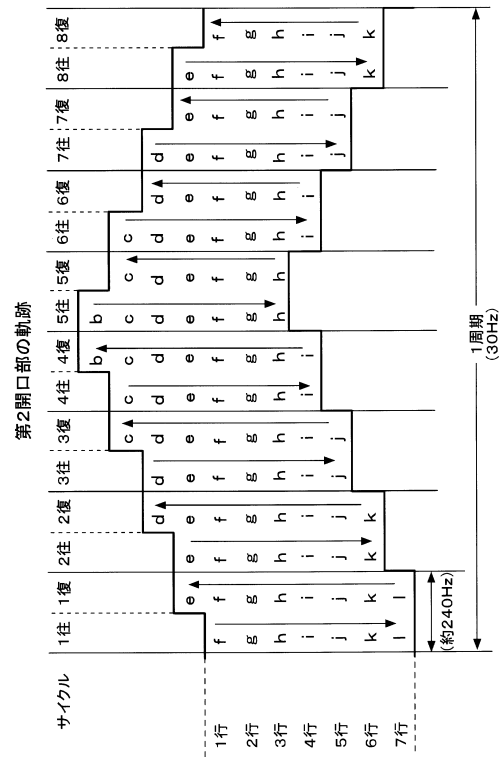 第2開口部の軌跡
サイクル 1往 1復 2往 2復 3往 3復 4往 4復 5往 5復 6往 6復 7往 7復 8往 8復
b b
c c c c c c
d d d d d d d d d d
e e e e e e e e e e e e e e
1行 f f f f f f f f f f f f f f f f
2行 g g g g g g g g g g g g g g g g
3行 h h h h h h h h h h h h h h h h
4行 i i i i i i i i i i i i i i
5行 j j j j j j j j j j
6行 k k k k k k
7行 l l
(約240Hz)
1周期
(30Hz)